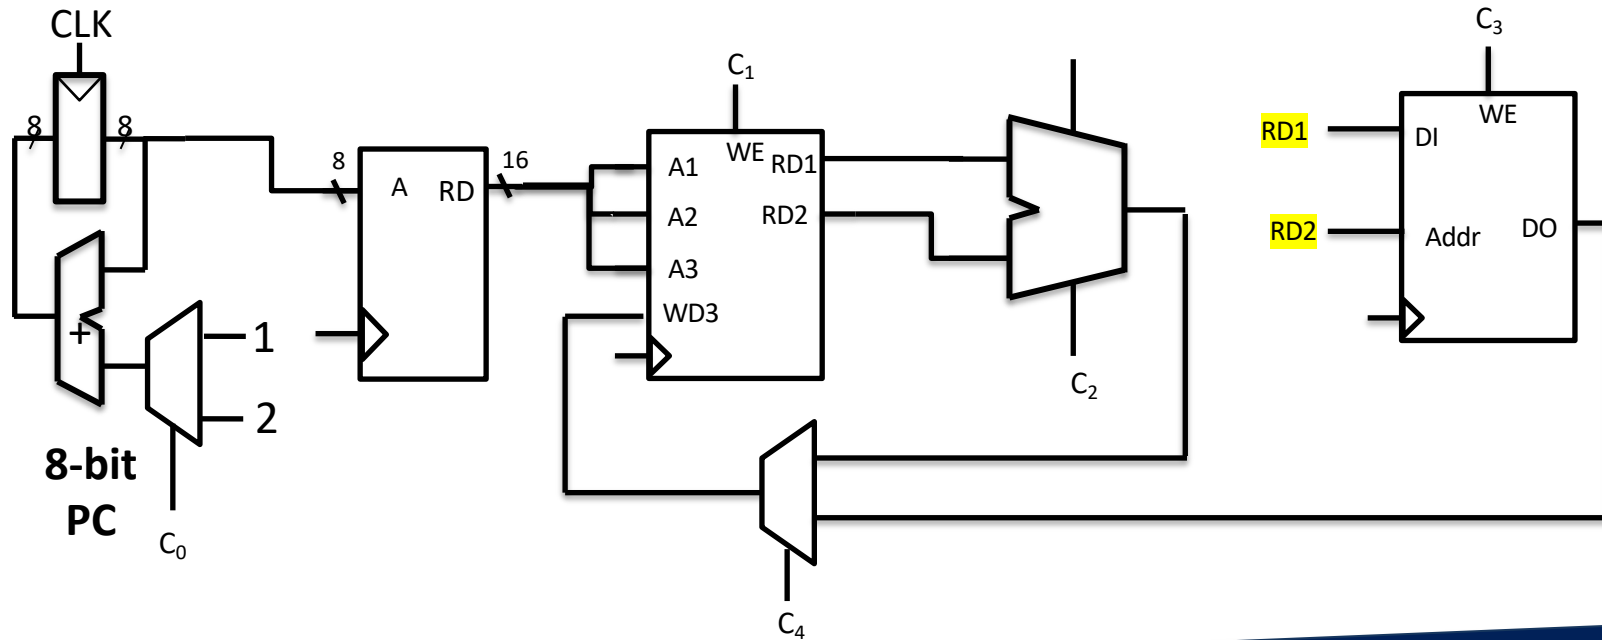 CLK
8
8
+
1
2
8-bit
PC
C₀
8
A
RD
16
C₁
WE
A1
RD1
A2
RD2
A3
WD3
C₂
C₄
C₃
RD1
WE
DI
RD2
Addr
DO